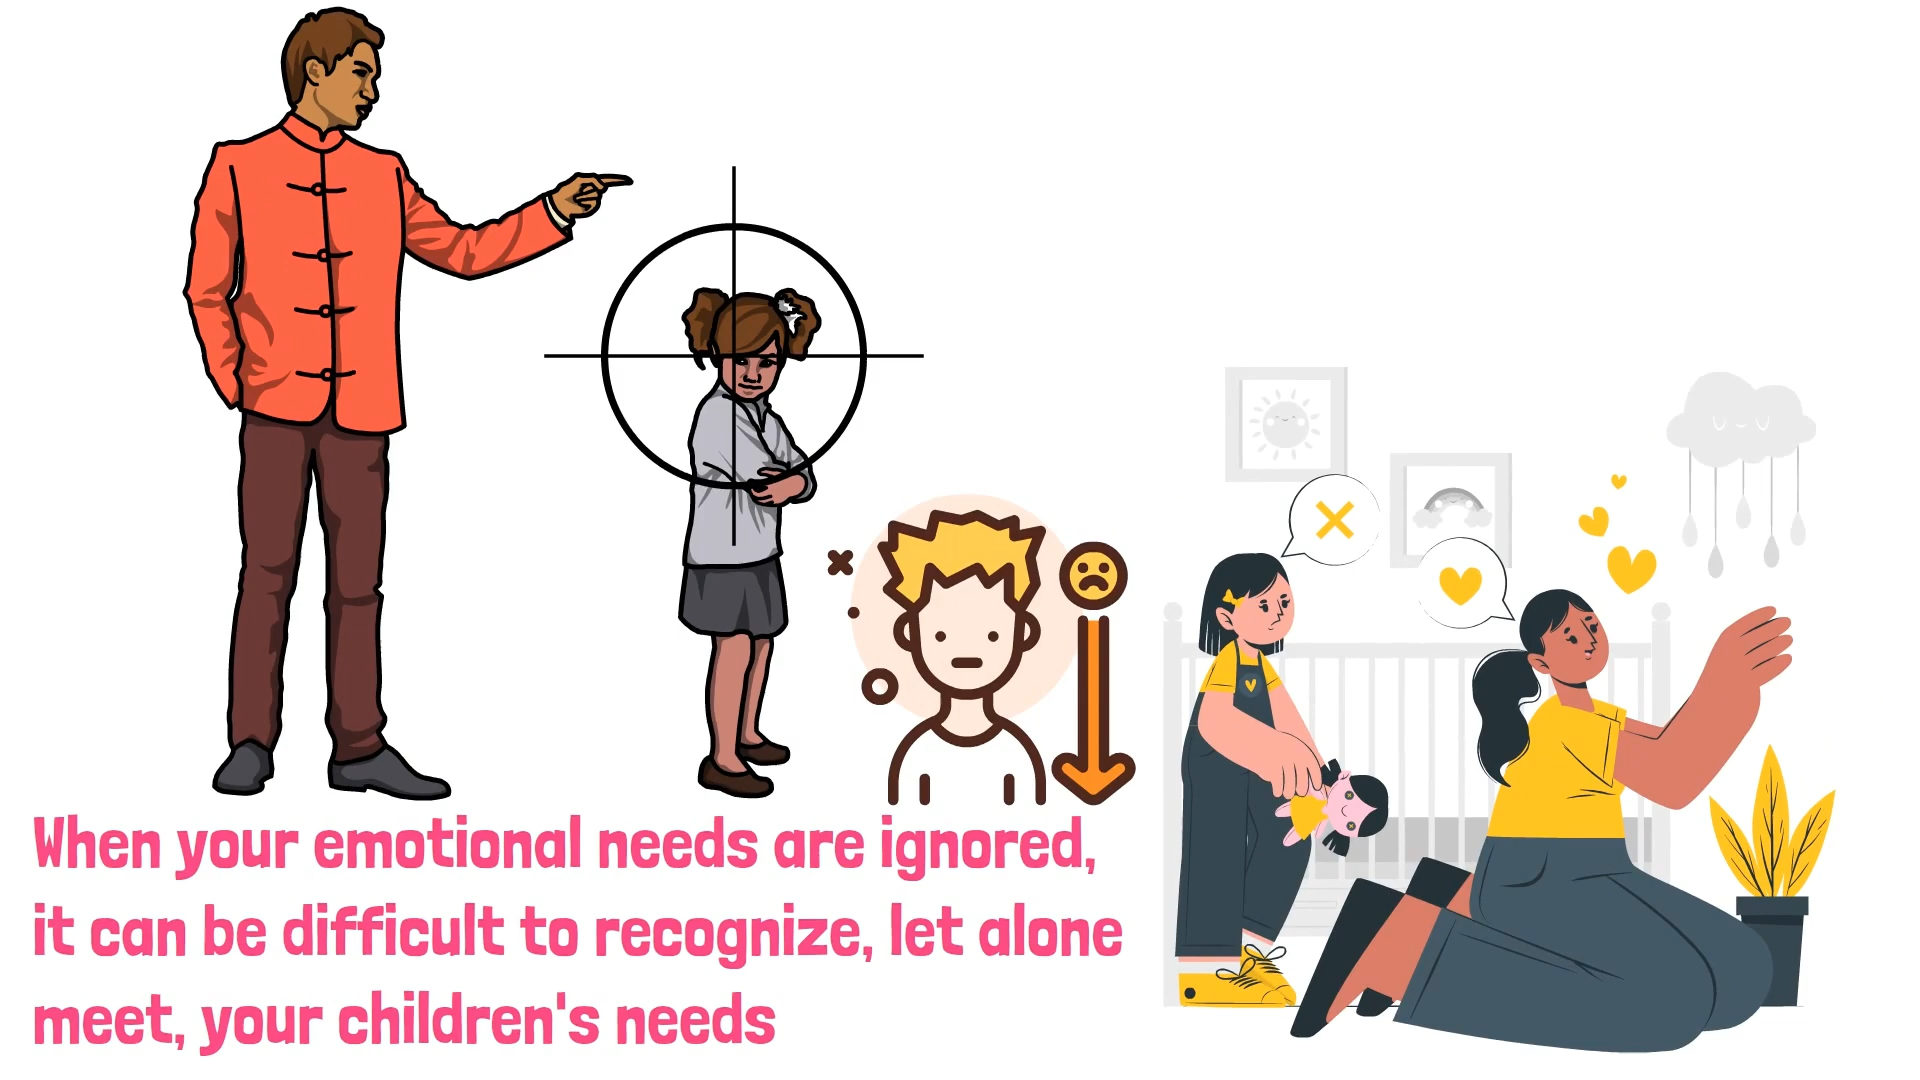 When your emotional needs are ignored,
it can be difficult to recognize, let alone
meet, your children's needs